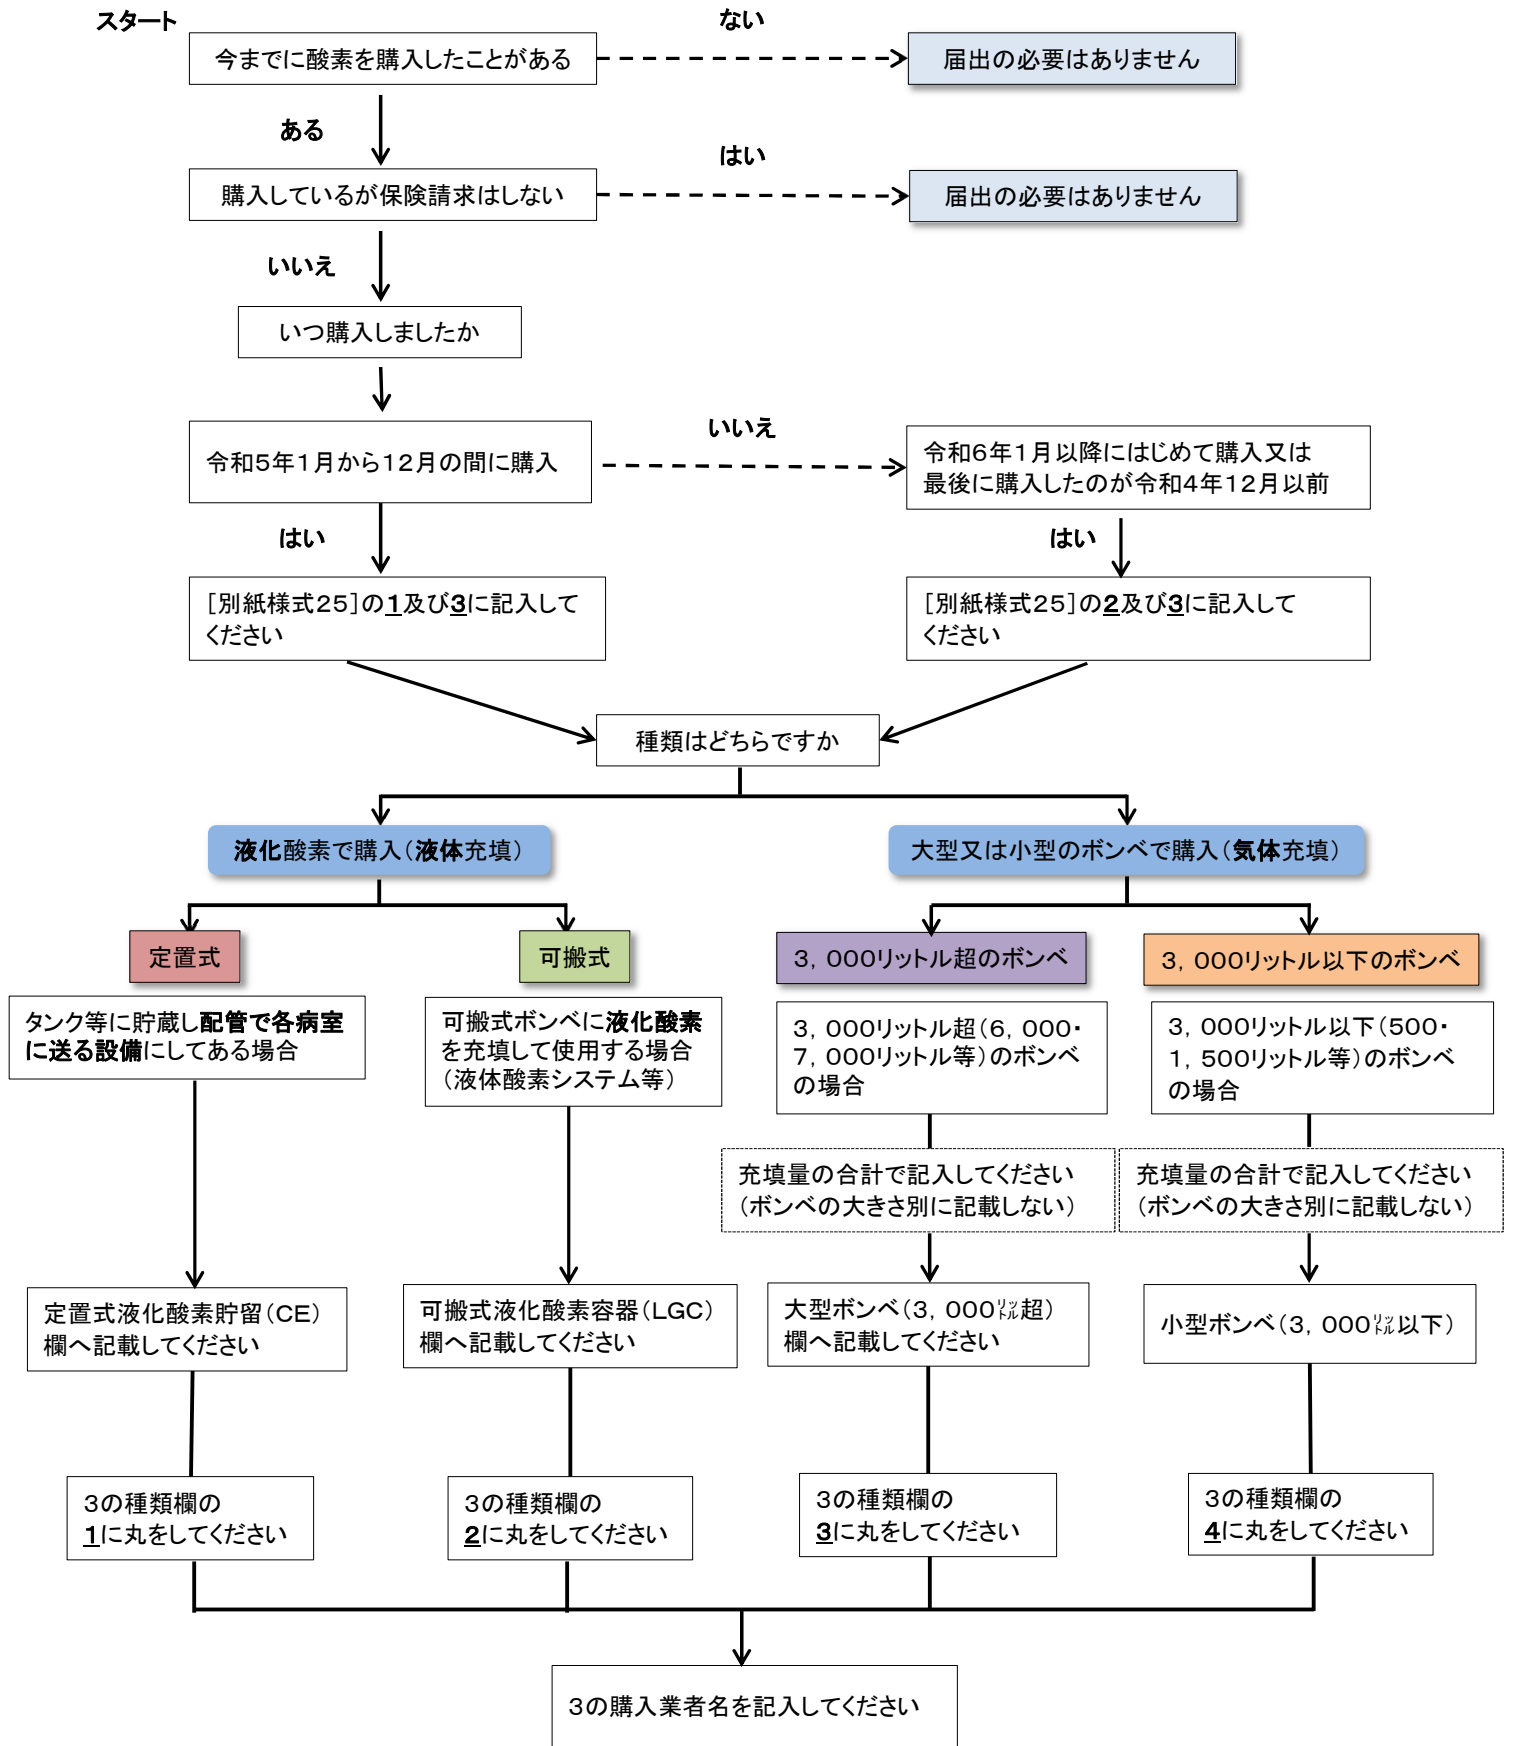 スタート
ない
今までに酸素を購入したことがある
届出の必要はありません
ある
はい
購入しているが保険請求はしない
届出の必要はありません
いいえ
いつ購入しましたか
いいえ
令和5年1月から12月の間に購入
令和6年1月以降にはじめて購入又は
最後に購入したのが令和4年12月以前
はい
はい
[別紙様式25]の1及び3に記入して
ください
[別紙様式25]の2及び3に記入して
ください
種類はどちらですか
液化酸素で購入(液体充填)
大型又は小型のボンベで購入(気体充填)
定置式
可搬式
3,000リットル超のボンベ
3,000リットル以下のボンベ
タンク等に貯蔵し配管で各病室
に送る設備にしてある場合
可搬式ボンベに液化酸素
を充填して使用する場合
(液体酸素システム等)
3,000リットル超(6,000・
7,000リットル等)のボンベ
の場合
3,000リットル以下(500・
1,500リットル等)のボンベ
の場合
充填量の合計で記入してください
(ボンベの大きさ別に記載しない)
充填量の合計で記入してください
(ボンベの大きさ別に記載しない)
定置式液化酸素貯留(CE)
欄へ記載してください
可搬式液化酸素容器(LGC)
欄へ記載してください
大型ボンベ(3,000㍑超)
欄へ記載してください
小型ボンベ(3,000㍑以下)
3の種類欄の
1に丸をしてください
3の種類欄の
2に丸をしてください
3の種類欄の
3に丸をしてください
3の種類欄の
4に丸をしてください
3の購入業者名を記入してください